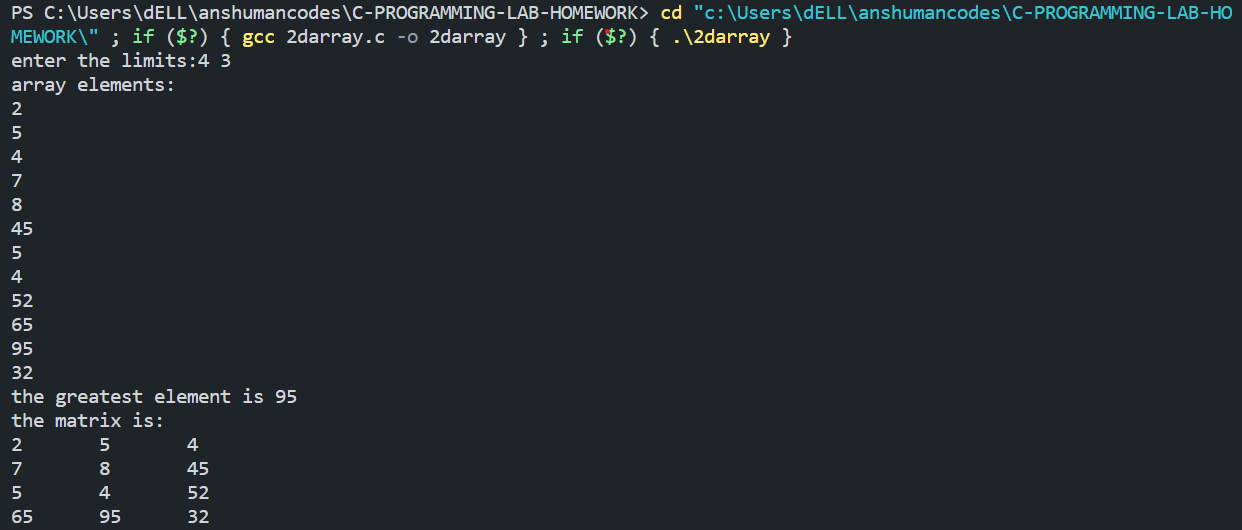 PS C:\Users\dELL\anshumancodes\C-PROGRAMMING-LAB-HOMEWORK> cd "c:\Users\dELL\anshumancodes\C-PROGRAMMING-LAB-HO
MEWORK\" ; if ($?) { gcc 2darray.c -o 2darray } ; if ($?) { .\2darray }
enter the limits:4 3
array elements:
2
5
4
7
8
45
5
4
52
65
95
32
the greatest element is 95
the matrix is:
2       5       4
7       8       45
5       4       52
65      95      32